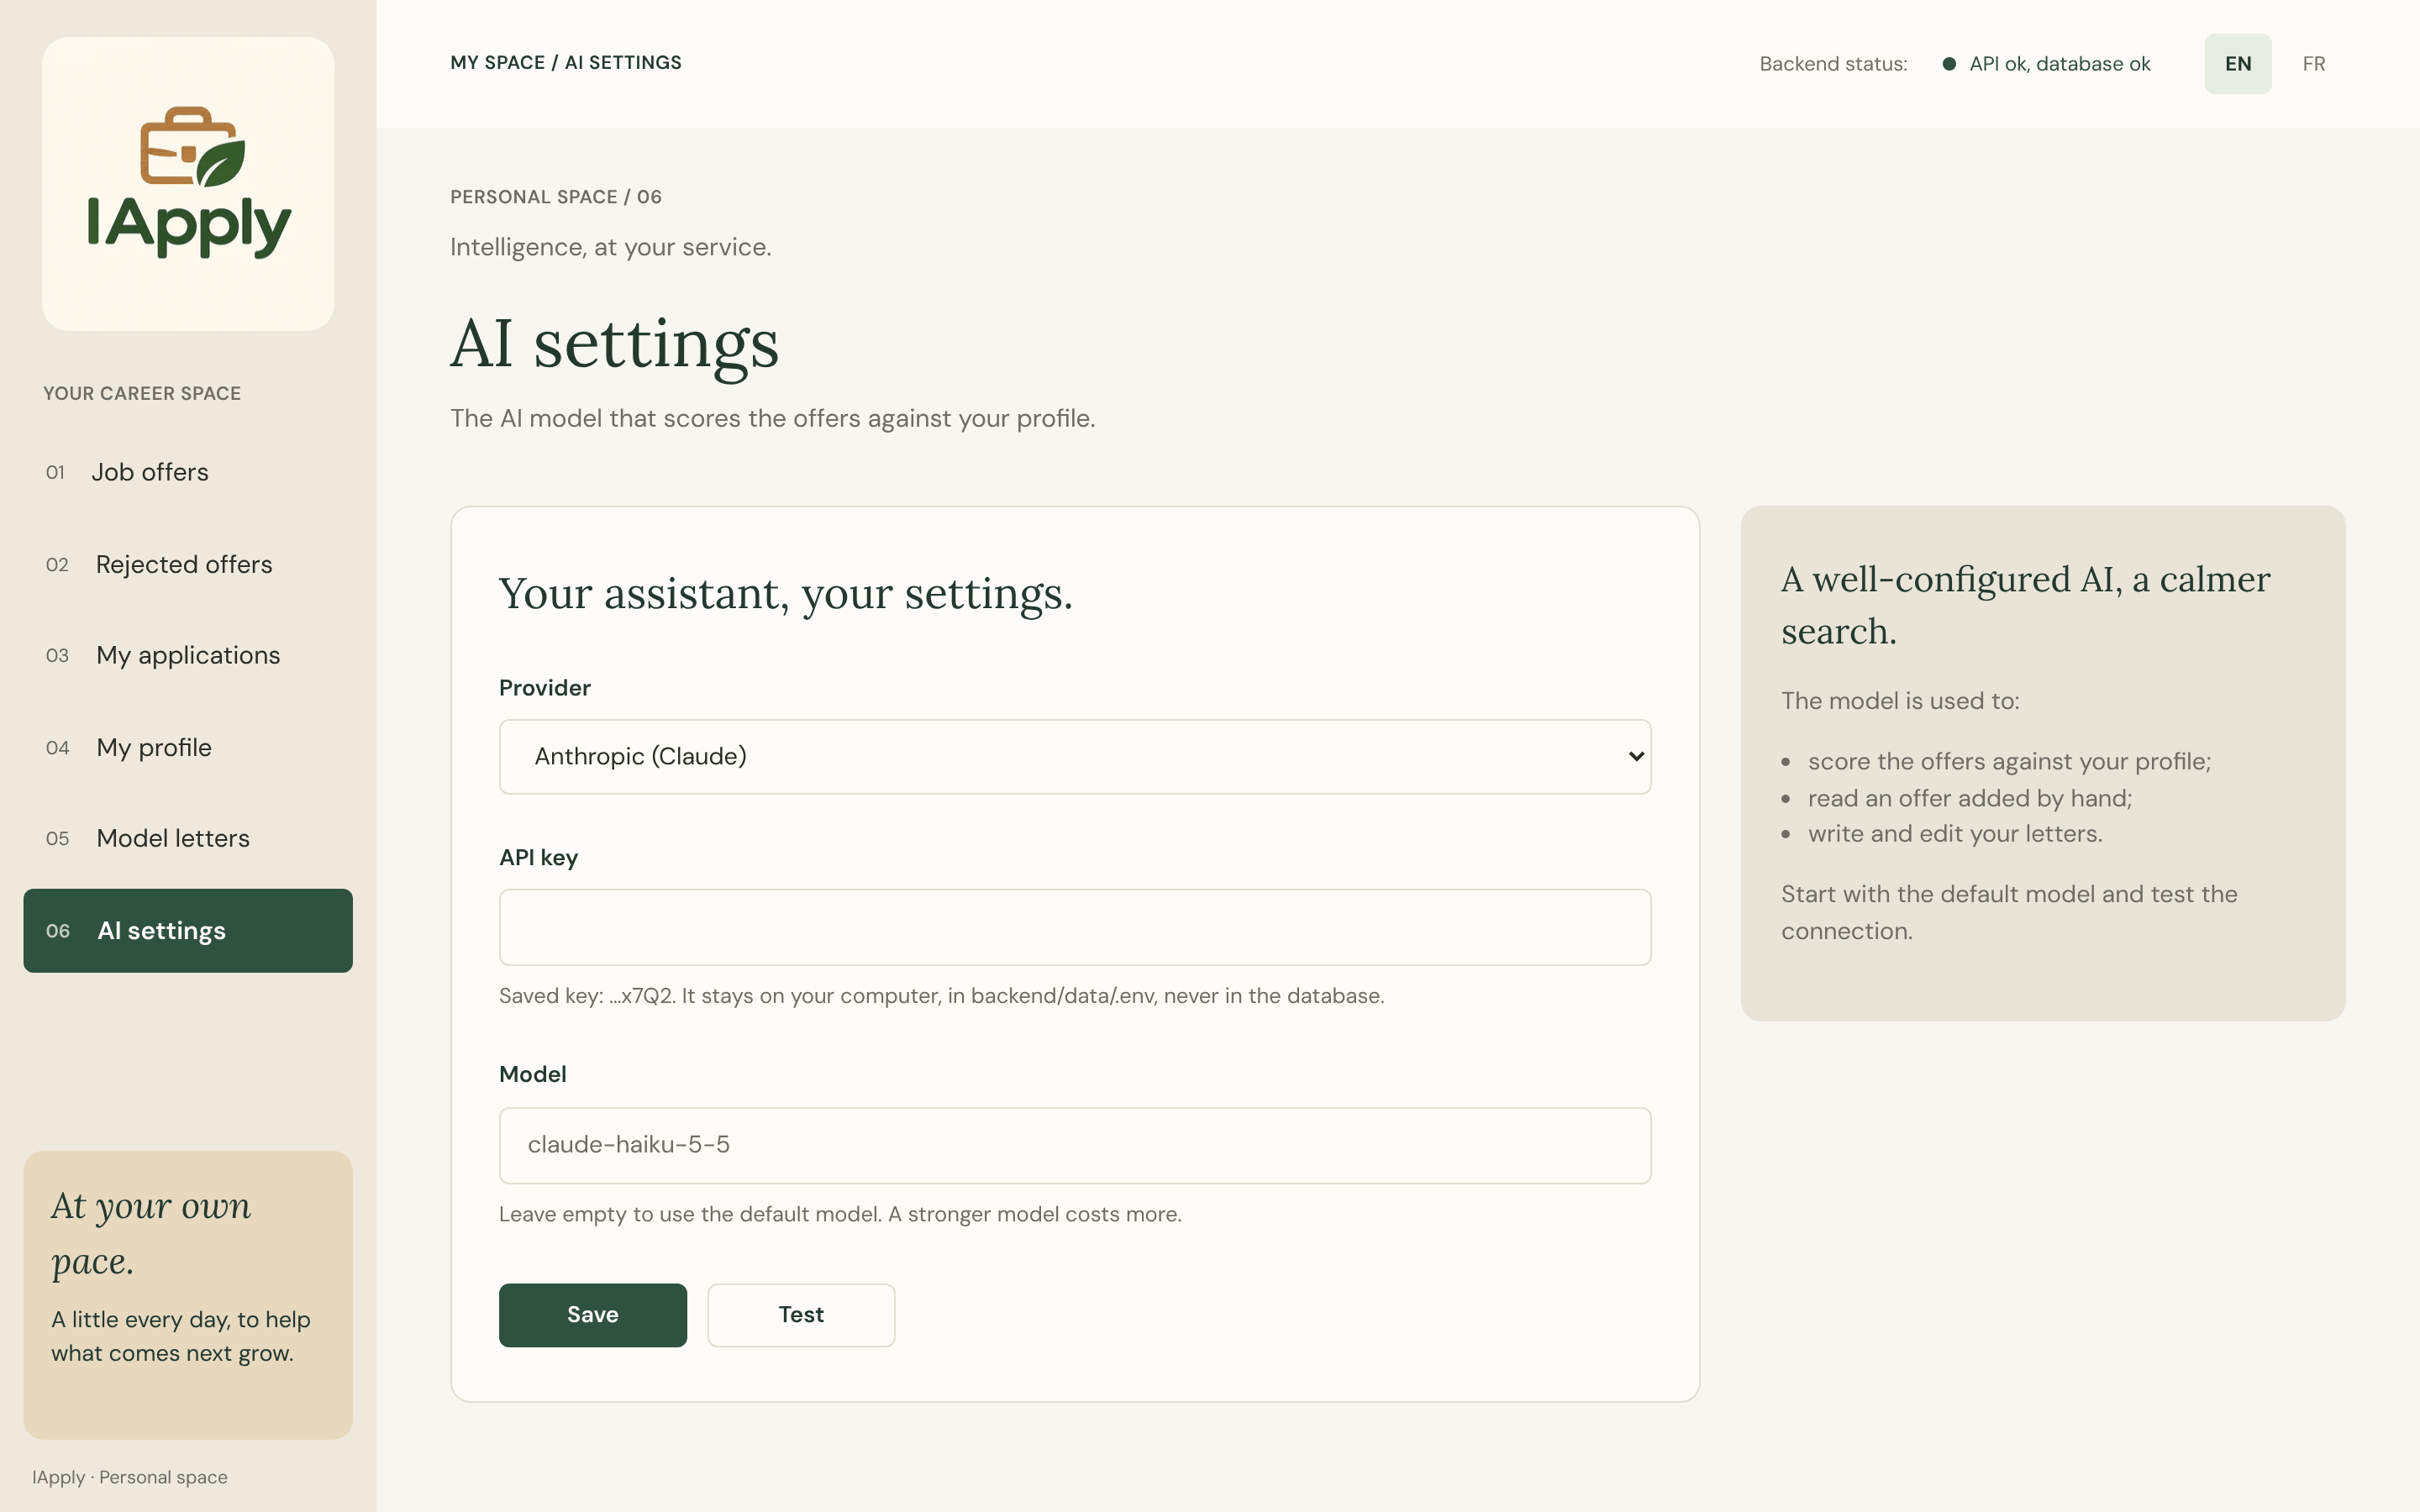 IApply
YOUR CAREER SPACE
01 Job offers
02 Rejected offers
03 My applications
04 My profile
05 Model letters
06 AI settings
At your own
pace.
A little every day, to help
what comes next grow.
IApply · Personal space
MY SPACE / AI SETTINGS
Backend status: API ok, database ok EN FR
PERSONAL SPACE / 06
Intelligence, at your service.
AI settings
The AI model that scores the offers against your profile.
Your assistant, your settings.
Provider
Anthropic (Claude)
API key
Saved key: …x7Q2. It stays on your computer, in backend/data/.env, never in the database.
Model
claude-haiku-5-5
Leave empty to use the default model. A stronger model costs more.
Save Test
A well-configured AI, a calmer
search.
The model is used to:
• score the offers against your profile;
• read an offer added by hand;
• write and edit your letters.
Start with the default model and test the
connection.